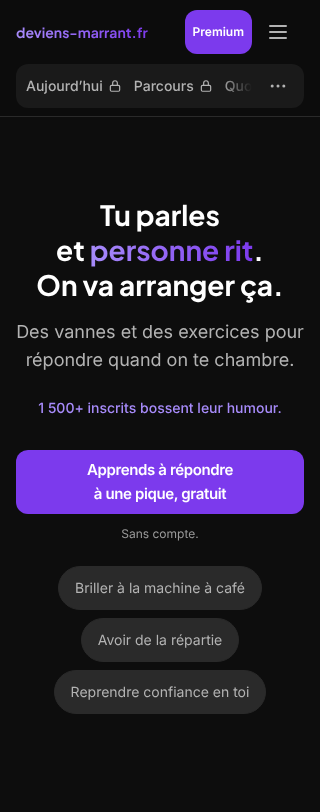 deviens-marrant.fr
Premium
Aujourd’hui
Parcours
Tu parles
et personne rit.
On va arranger ça.
Des vannes et des exercices pour
répondre quand on te chambre.
1 500+ inscrits bossent leur humour.
Apprends à répondre
à une pique, gratuit
Sans compte.
Briller à la machine à café
Avoir de la répartie
Reprendre confiance en toi